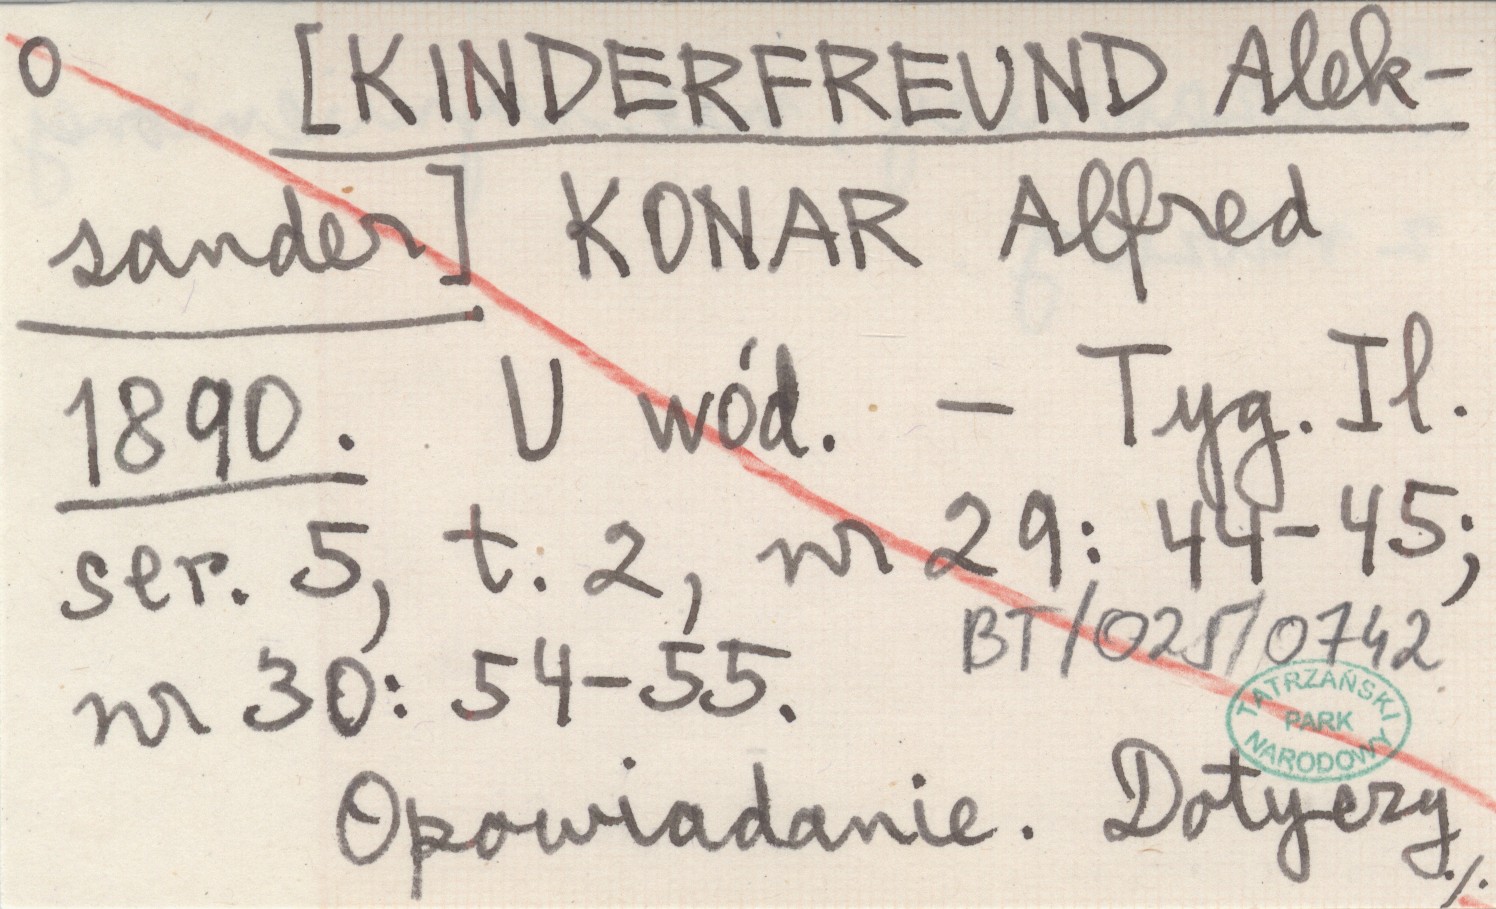 O [KINDERFREUND Alek-
sander] KONAR Alfred
1890. U wód. – Tyg. Il.
ser. 5, t. 2, nr 29: 44–45;
BT/025/0742
nr 30: 54–55.
TATRZAŃSKI
PARK
NARODOWY
Opowiadanie. Dotyczy
./.